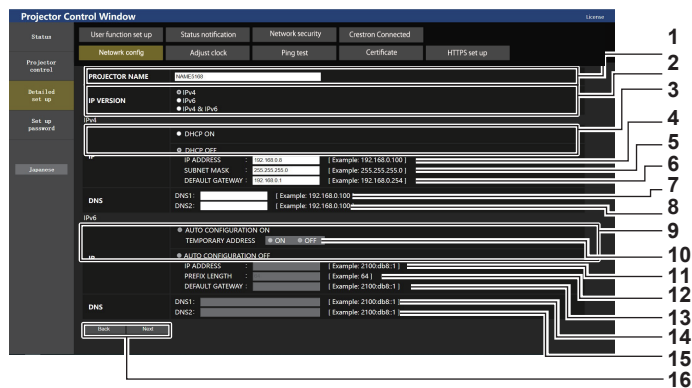 Projector Control Window
License
Status
User function set up
Status notification
Network security
Crestron Connected
Netowrk config
Adjust clock
Ping test
Certificate
HTTPS set up
Projector
control
Detailed
set up
Set up
password
Japanese
PROJECTOR NAME
NAME5168
IP VERSION
IPv4
IPv6
IPv4 & IPv6
IPv4
IP
DHCP ON
DHCP OFF
IP ADDRESS : 192.168.0.8 [ Example: 192.168.0.100 ]
SUBNET MASK : 255.255.255.0 [ Example: 255.255.255.0 ]
DEFAULT GATEWAY : 192.168.0.1 [ Example: 192.168.0.254 ]
DNS
DNS1: [ Example: 192.168.0.100 ]
DNS2: [ Example: 192.168.0.100 ]
IPv6
IP
AUTO CONFIGURATION ON
TEMPORARY ADDRESS ON OFF
AUTO CONFIGURATION OFF
IP ADDRESS : [ Example: 2100:db8::1 ]
PREFIX LENGTH : [ Example: 64 ]
DEFAULT GATEWAY : [ Example: 2100:db8::1 ]
DNS
DNS1: [ Example: 2100:db8::1 ]
DNS2: [ Example: 2100:db8::1 ]
Back Next
1
2
3
4
5
6
7
8
9
10
11
12
13
14
15
16